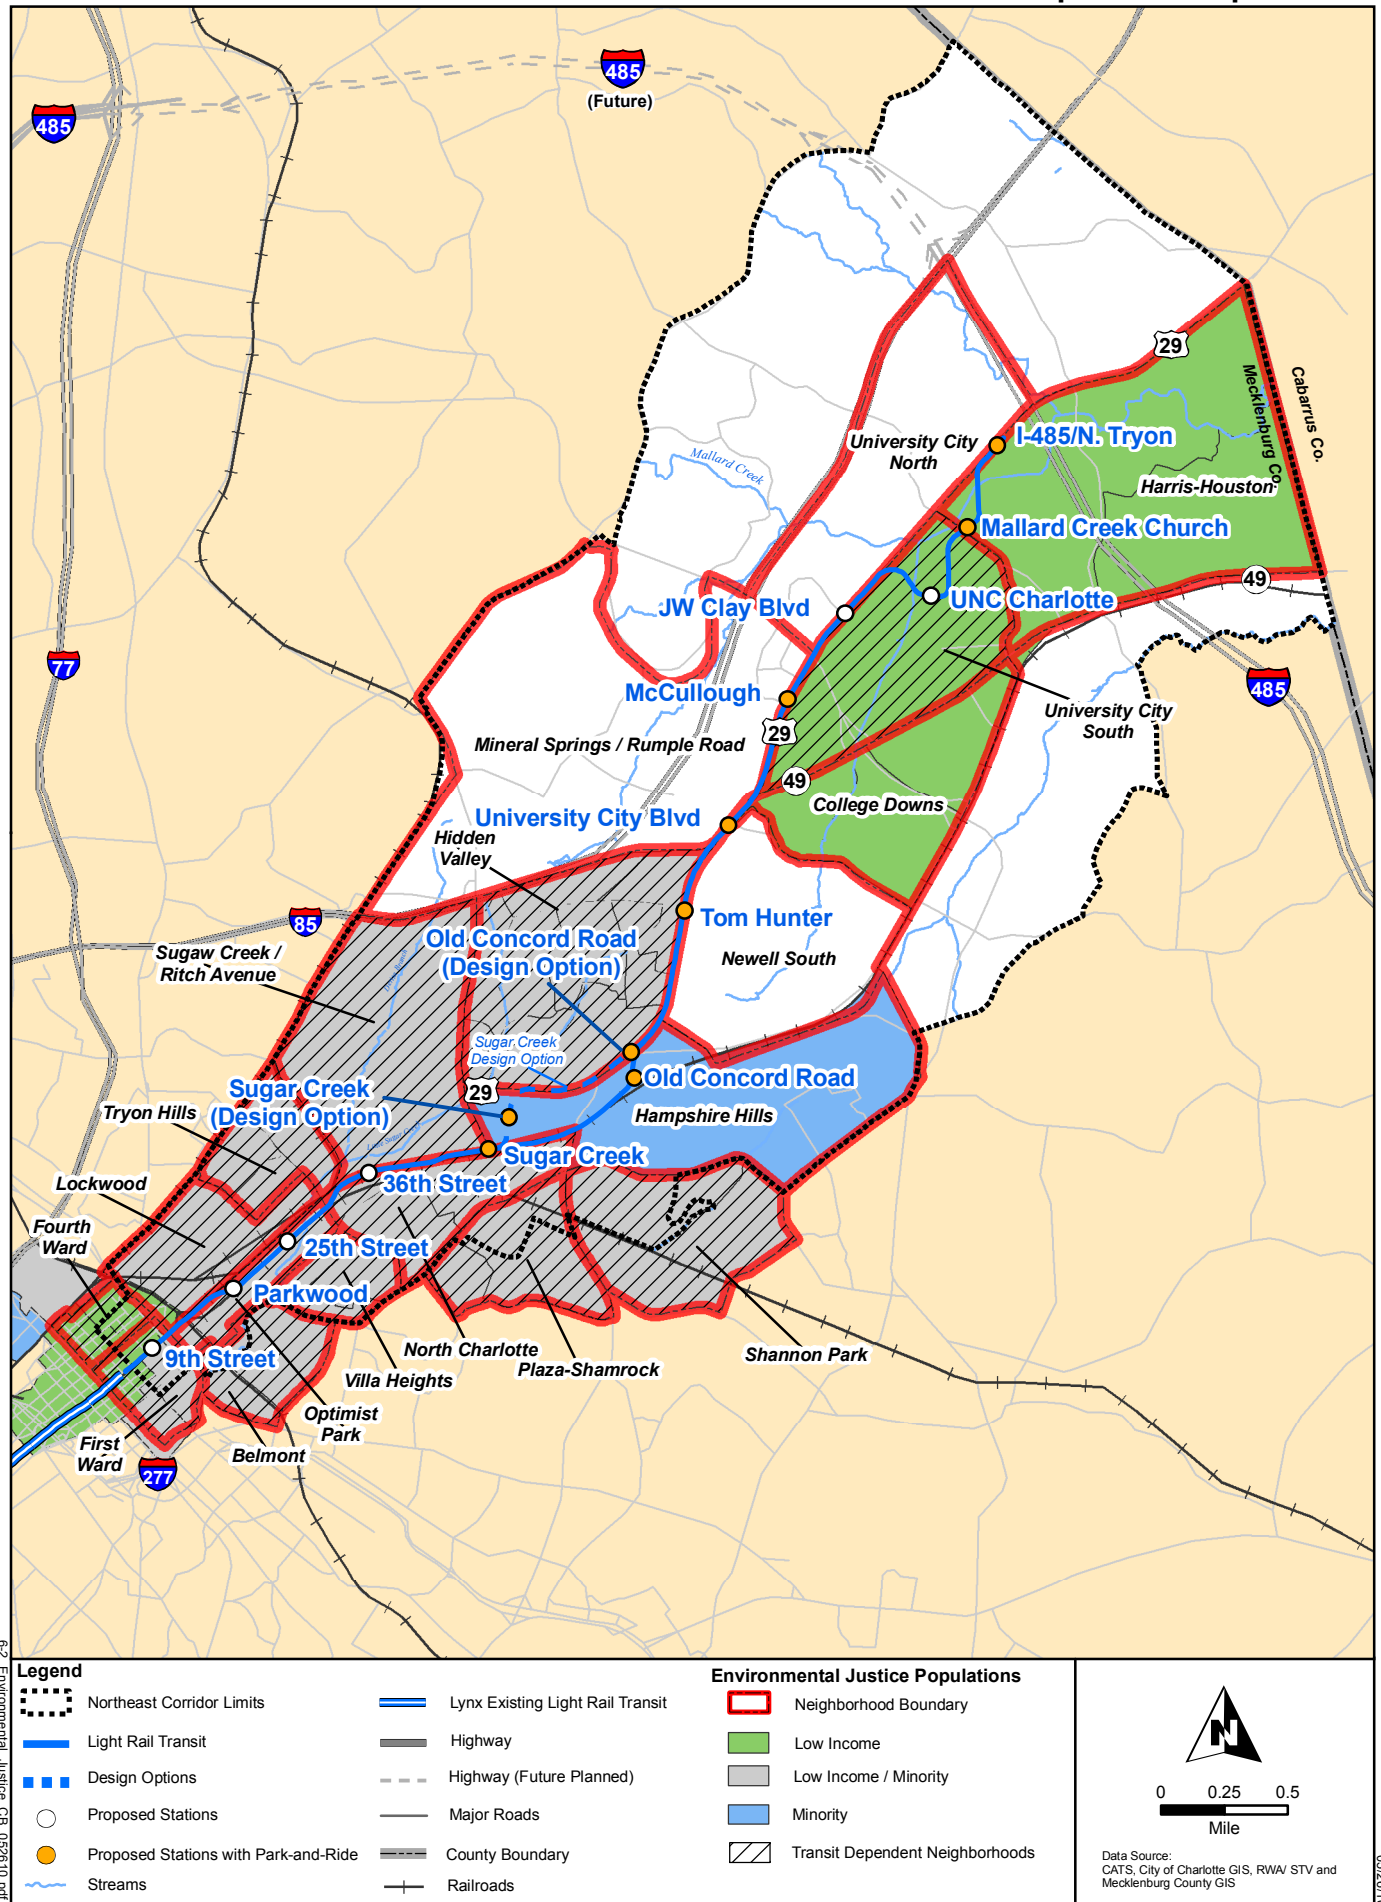 485
(Future)
485
29
Cabarrus Co.
Mecklenburg Co.
University City
North
I-485/N. Tryon
Mallard Creek
Harris-Houston
Mallard Creek Church
49
JW Clay Blvd
UNC Charlotte
77
485
McCullough
University City
South
29
Mineral Springs / Rumple Road
49
College Downs
University City Blvd
Hidden
Valley
85
Tom Hunter
Old Concord Road
(Design Option)
Sugaw Creek /
Ritch Avenue
Newell South
Sugar Creek
Design Option
29
Old Concord Road
Sugar Creek
(Design Option)
Tryon Hills
Hampshire Hills
Sugar Creek
Lockwood
36th Street
Fourth
Ward
25th Street
Parkwood
9th Street
North Charlotte
Plaza-Shamrock
Shannon Park
Villa Heights
Optimist
Park
First
Ward
Belmont
277
Legend
Northeast Corridor Limits
Light Rail Transit
Design Options
Proposed Stations
Proposed Stations with Park-and-Ride
Streams
Lynx Existing Light Rail Transit
Highway
Highway (Future Planned)
Major Roads
County Boundary
Railroads
Environmental Justice Populations
Neighborhood Boundary
Low Income
Low Income / Minority
Minority
Transit Dependent Neighborhoods
N
0 0.25 0.5
Mile
Data Source:
CATS, City of Charlotte GIS, RWA/ STV and
Mecklenburg County GIS
6-2_Environmental_Justice_CB_052610.pdf